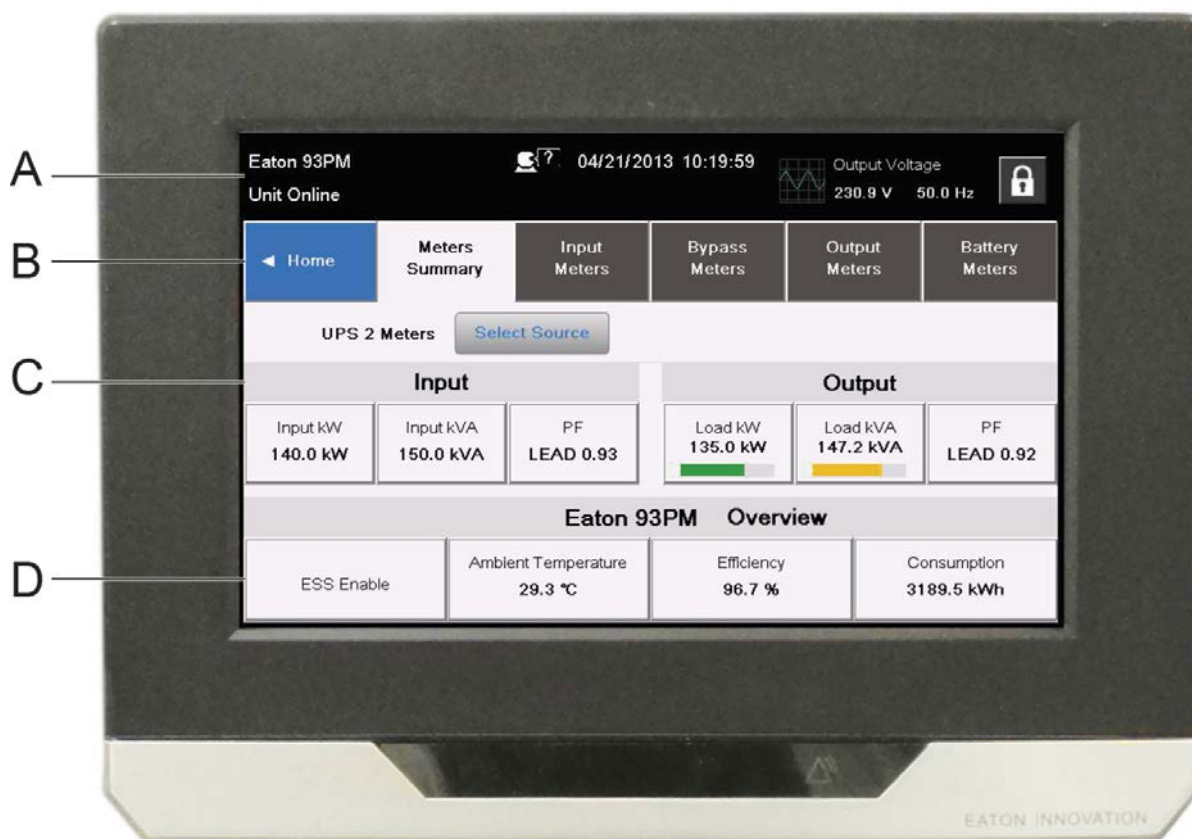 A
Eaton 93PM
Unit Online
? 04/21/2013 10:19:59
Output Voltage
230.9 V 50.0 Hz
B
◄ Home
Meters
Summary
Input
Meters
Bypass
Meters
Output
Meters
Battery
Meters
UPS 2 Meters
Select Source
C
Input
Output
Input kW
140.0 kW
Input kVA
150.0 kVA
PF
LEAD 0.93
Load kW
135.0 kW
Load kVA
147.2 kVA
PF
LEAD 0.92
Eaton 93PM Overview
D
ESS Enable
Ambient Temperature
29.3 °C
Efficiency
96.7 %
Consumption
3189.5 kWh
EATON INNOVATION